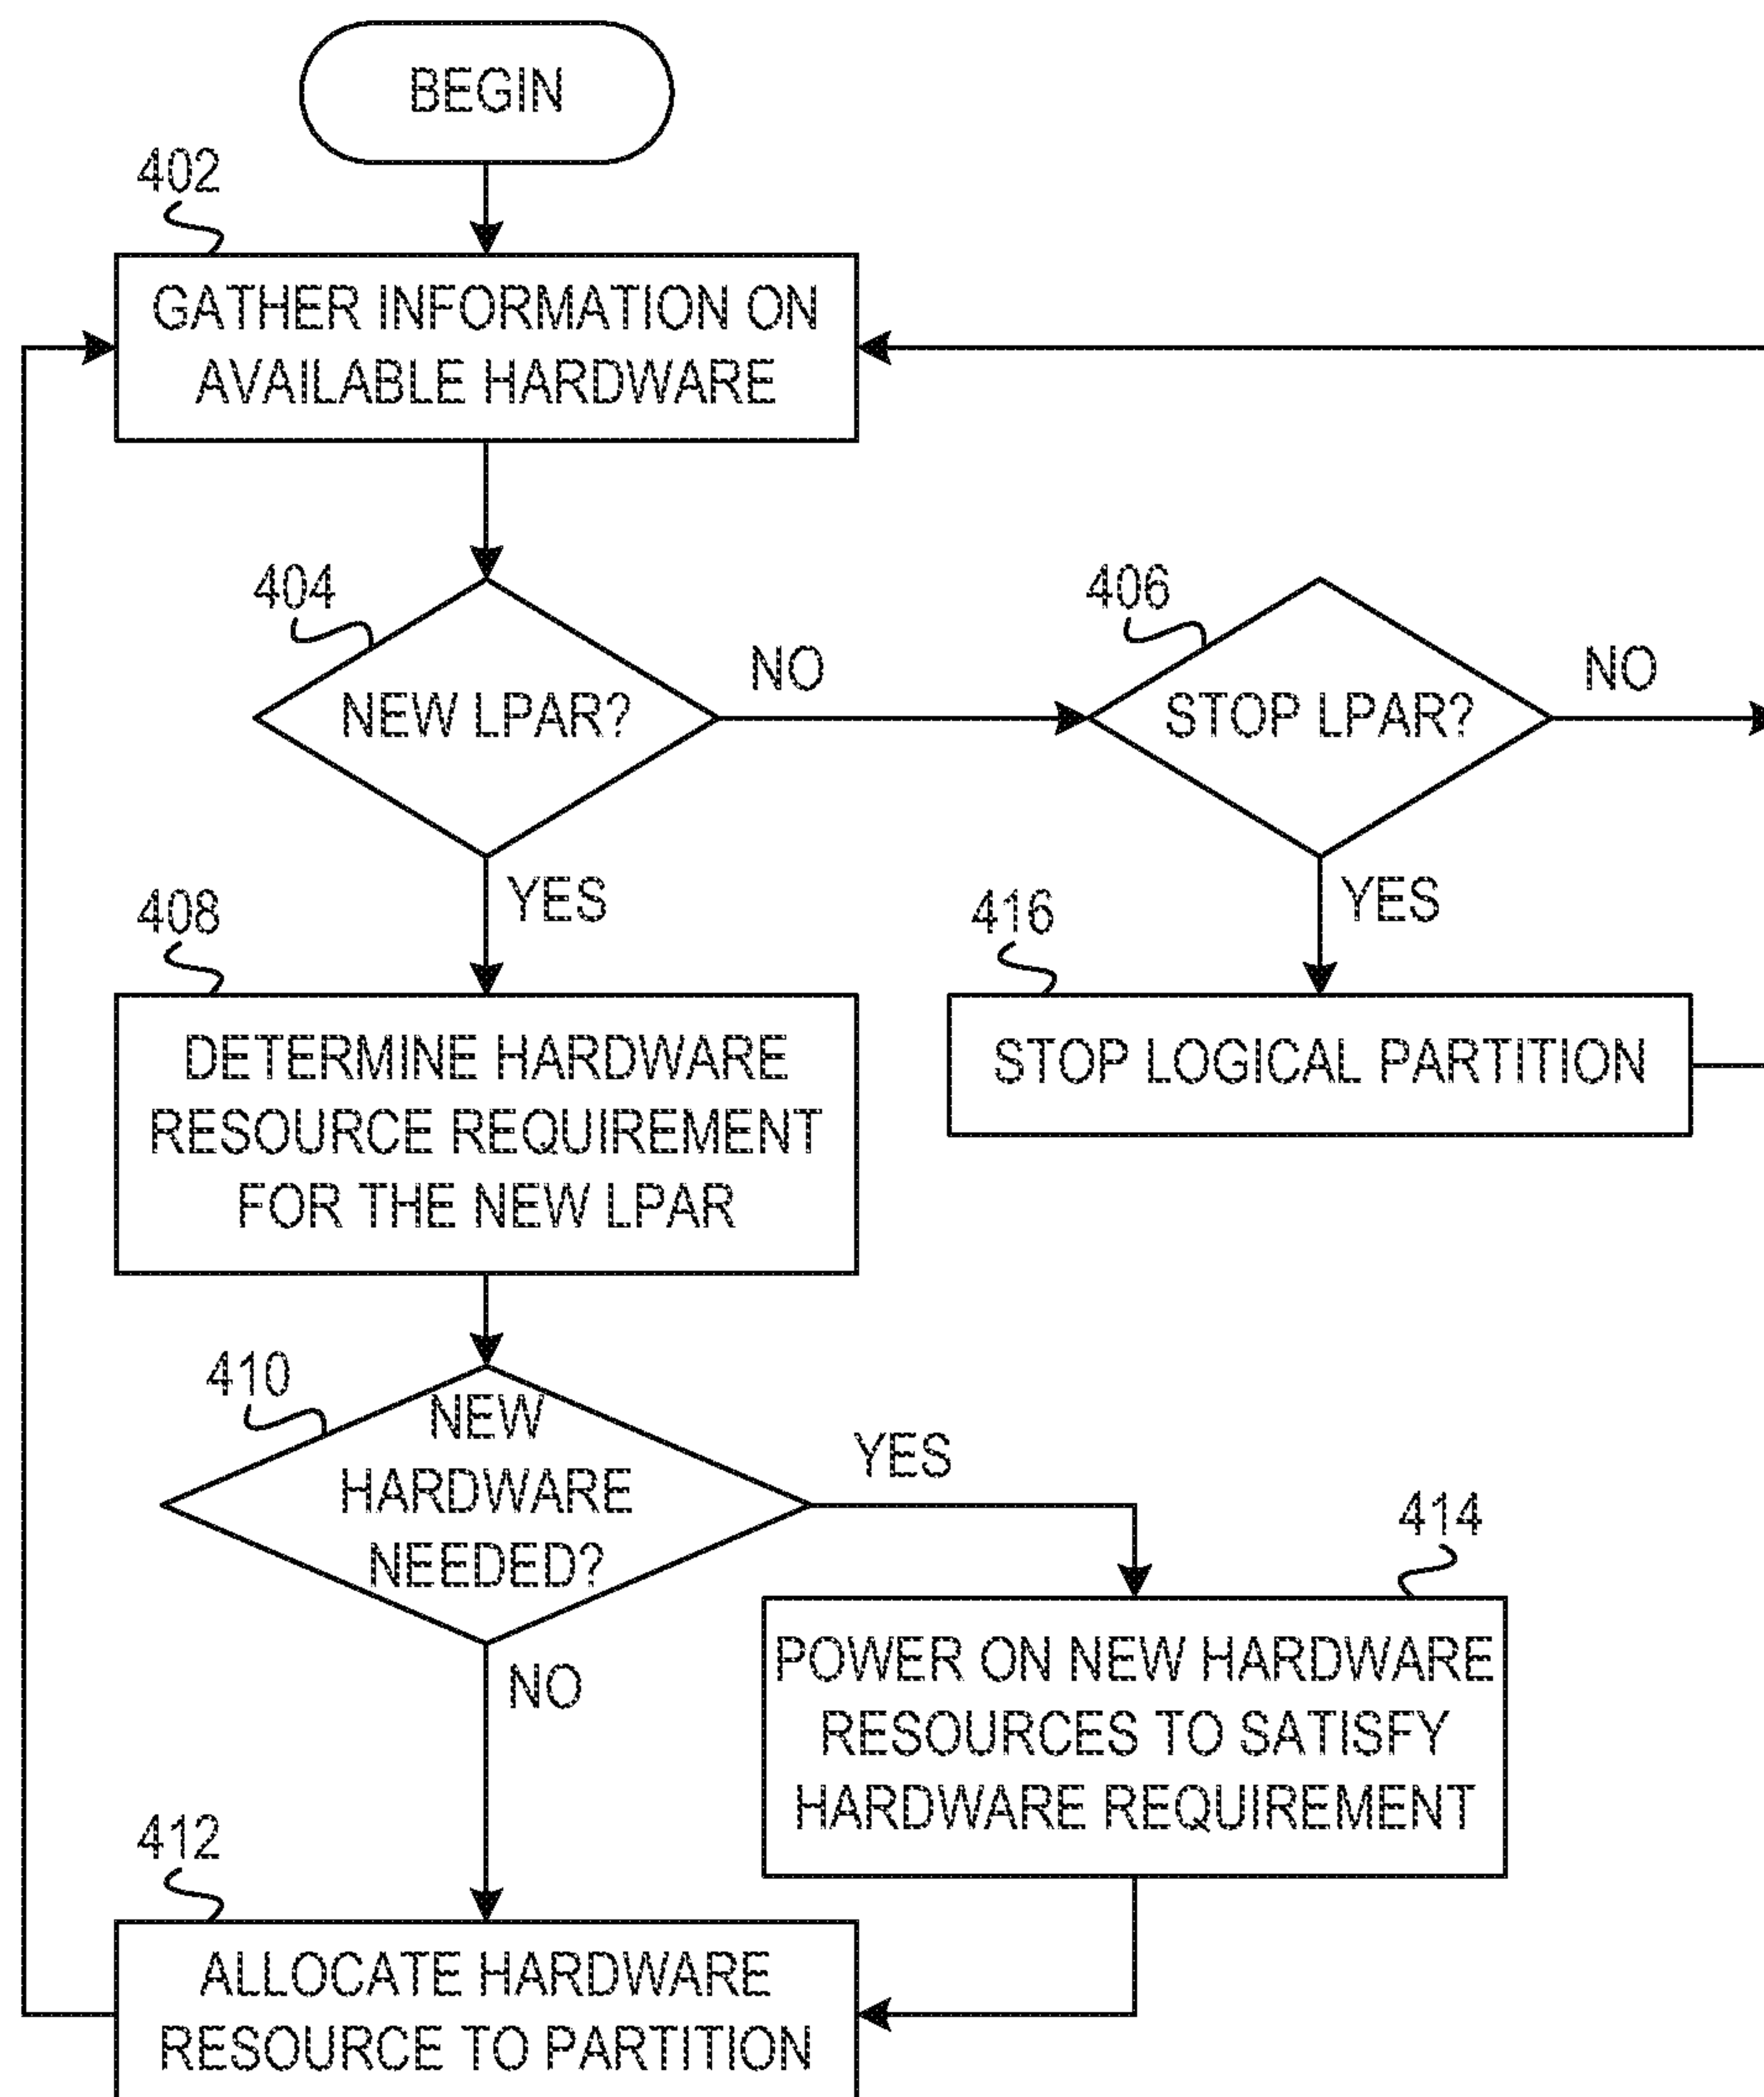 BEGIN
402
GATHER INFORMATION ON
AVAILABLE HARDWARE
404
NEW LPAR?
NO
406
STOP LPAR?
NO
YES
YES
408
DETERMINE HARDWARE
RESOURCE REQUIREMENT
FOR THE NEW LPAR
416
STOP LOGICAL PARTITION
410
NEW
HARDWARE
NEEDED?
YES
NO
414
POWER ON NEW HARDWARE
RESOURCES TO SATISFY
HARDWARE REQUIREMENT
412
ALLOCATE HARDWARE
RESOURCE TO PARTITION